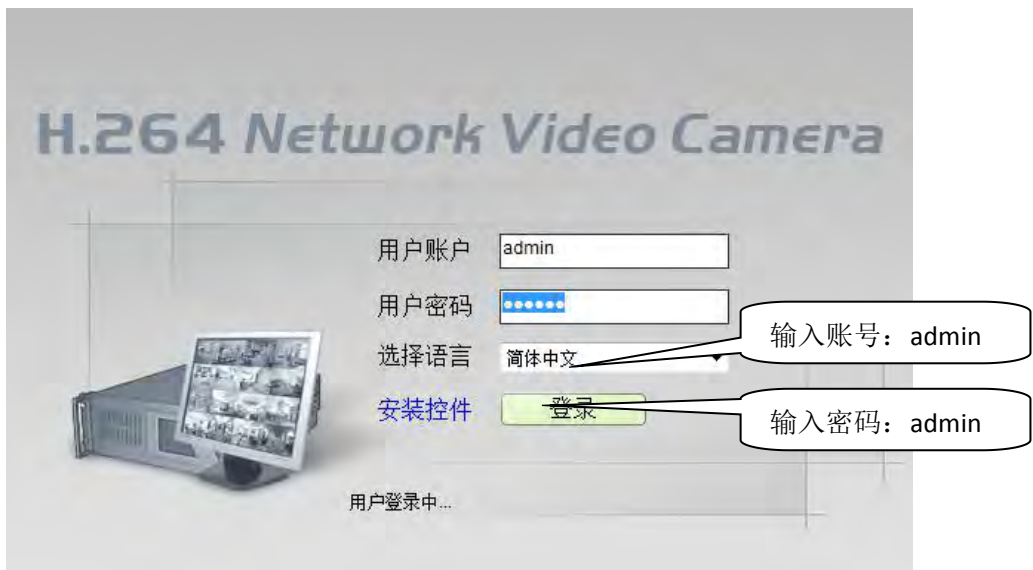 H.264 Network Video Camera
用户账户 admin
用户密码 ••••••
输入账号：admin
选择语言 简体中文
安装控件 登录
输入密码：admin
用户登录中...